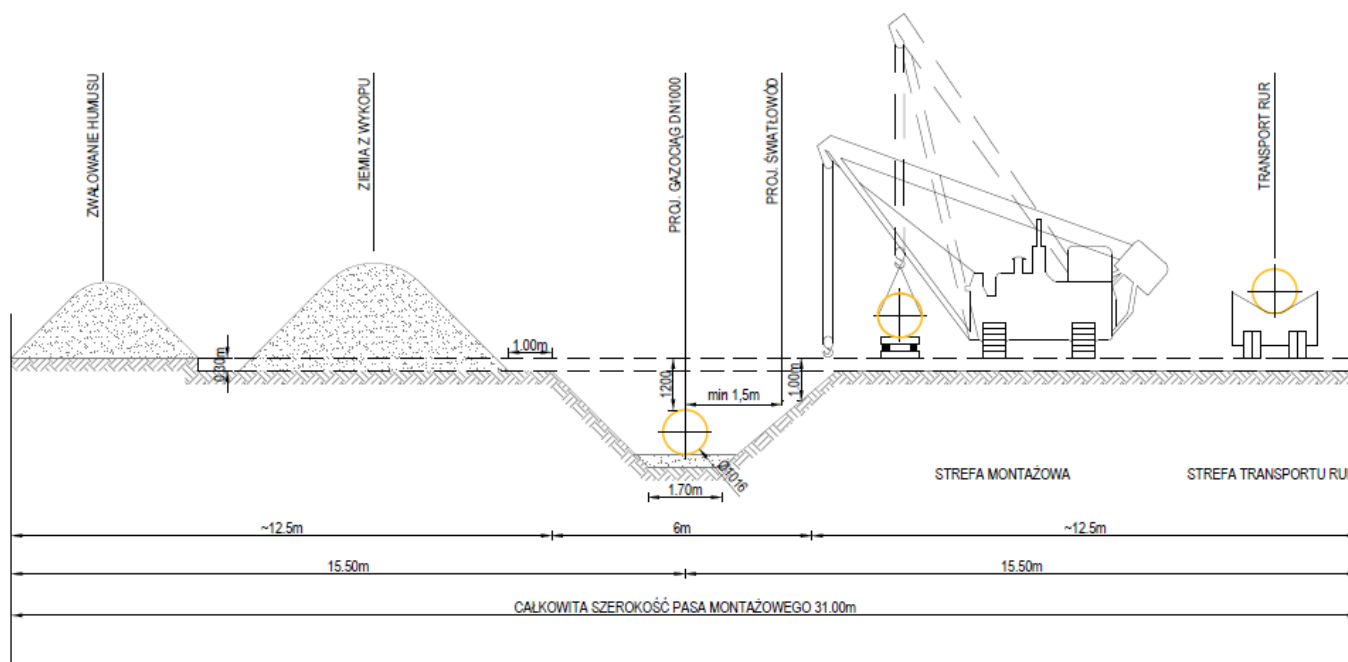 ZWAŁOWANIE HUMUSU
ZIEMIA Z WYKOPU
PROJ. GAZOCIĄG DN1000
PROJ. ŚWIATŁOWÓD
TRANSPORT RUR
1.00m
0.30m
1200
min 1,5m
1.00m
Ø1016
1.70m
STREFA MONTAŻOWA
STREFA TRANSPORTU RUR
~12.5m
6m
~12.5m
15.50m
15.50m
CAŁKOWITA SZEROKOŚĆ PASA MONTAŻOWEGO 31.00m